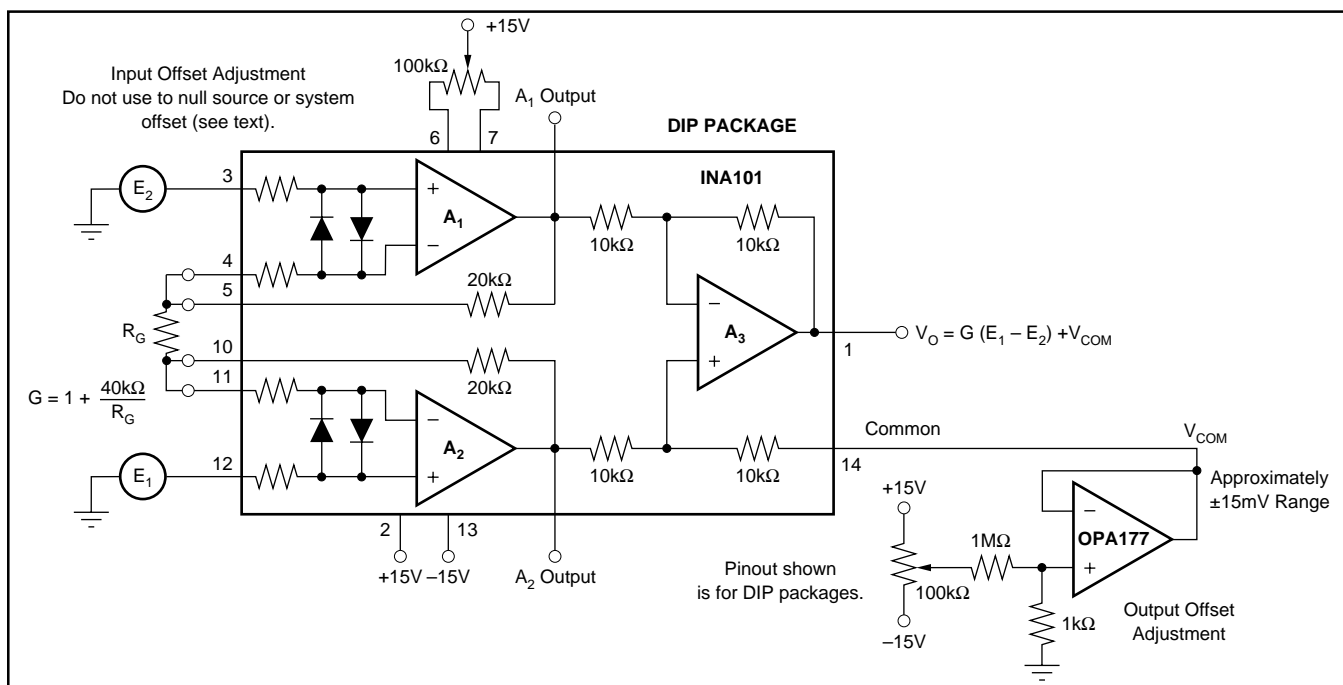 +15V
100kΩ
Input Offset Adjustment
Do not use to null source or system
offset (see text).
A1 Output
6
7
DIP PACKAGE
INA101
E2
3
+
A1
–
10kΩ
10kΩ
4
5
20kΩ
RG
–
A3
+
1
VO = G (E1 – E2) +VCOM
10
11
20kΩ
G = 1 + 40kΩ
RG
–
A2
+
E1
12
10kΩ
10kΩ
Common
14
VCOM
Approximately
±15mV Range
2
13
+15V
–15V
A2 Output
Pinout shown
is for DIP packages.
+15V
100kΩ
–15V
1MΩ
–
OPA177
+
1kΩ
Output Offset
Adjustment